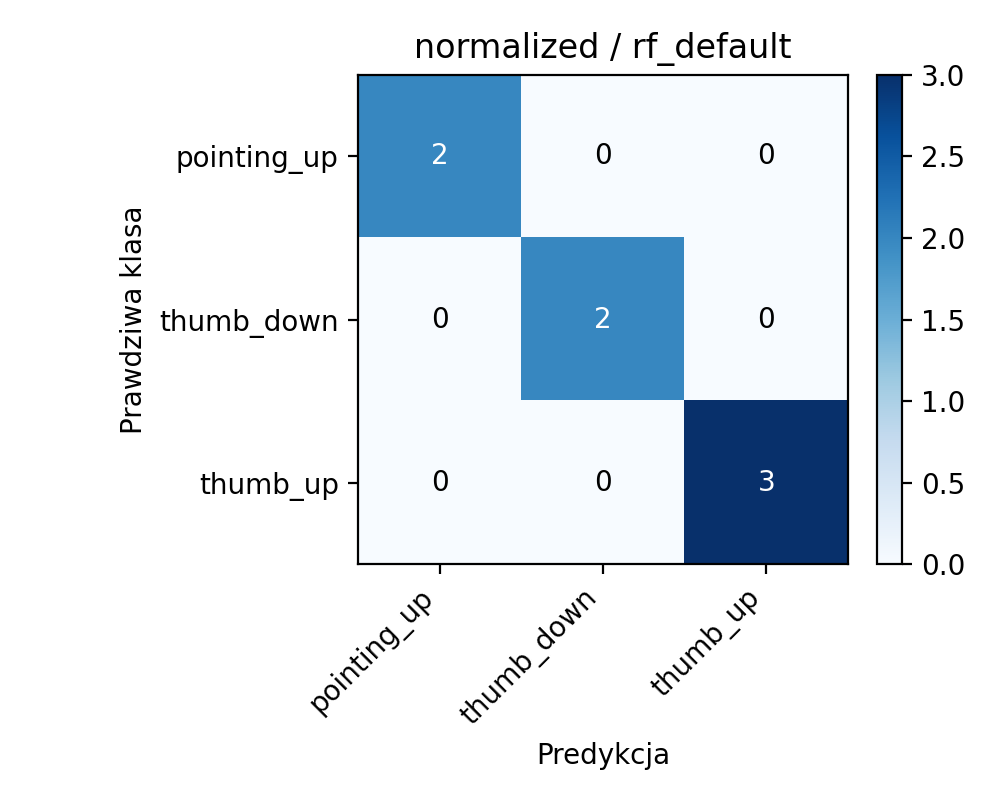 normalized / rf_default
3.0
pointing_up 2 0 0
2.5
2.0
Prawdziwa klasa
thumb_down 0 2 0
1.5
1.0
thumb_up 0 0 3
0.5
0.0
pointing_up thumb_down thumb_up
Predykcja